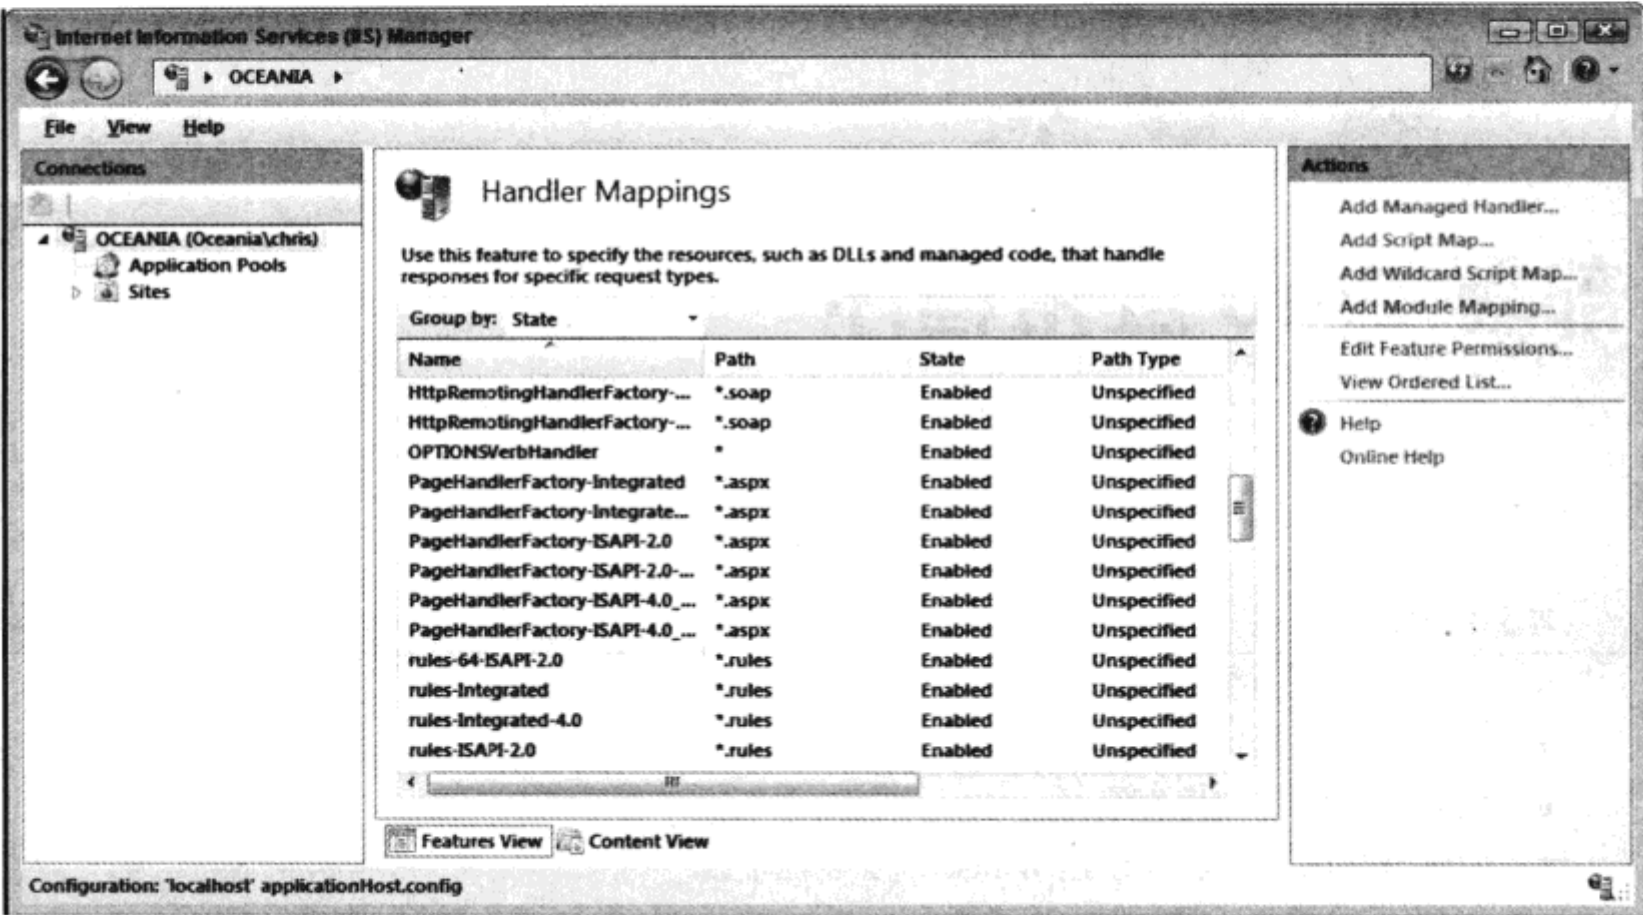 Internet Information Services (IIS) Manager
OCEANIA
File View Help
Connections
OCEANIA (Oceania\chris)
Application Pools
Sites
Handler Mappings
Use this feature to specify the resources, such as DLLs and managed code, that handle
responses for specific request types.
Group by: State
Name Path State Path Type
HttpRemotingHandlerFactory-... *.soap Enabled Unspecified
HttpRemotingHandlerFactory-... *.soap Enabled Unspecified
OPTIONSVerbHandler * Enabled Unspecified
PageHandlerFactory-Integrated *.aspx Enabled Unspecified
PageHandlerFactory-Integrate... *.aspx Enabled Unspecified
PageHandlerFactory-ISAPI-2.0 *.aspx Enabled Unspecified
PageHandlerFactory-ISAPI-2.0-... *.aspx Enabled Unspecified
PageHandlerFactory-ISAPI-4.0_... *.aspx Enabled Unspecified
PageHandlerFactory-ISAPI-4.0_... *.aspx Enabled Unspecified
rules-64-ISAPI-2.0 *.rules Enabled Unspecified
rules-Integrated *.rules Enabled Unspecified
rules-Integrated-4.0 *.rules Enabled Unspecified
rules-ISAPI-2.0 *.rules Enabled Unspecified
Features View Content View
Actions
Add Managed Handler...
Add Script Map...
Add Wildcard Script Map...
Add Module Mapping...
Edit Feature Permissions...
View Ordered List...
Help
Online Help
Configuration: 'localhost' applicationHost.config